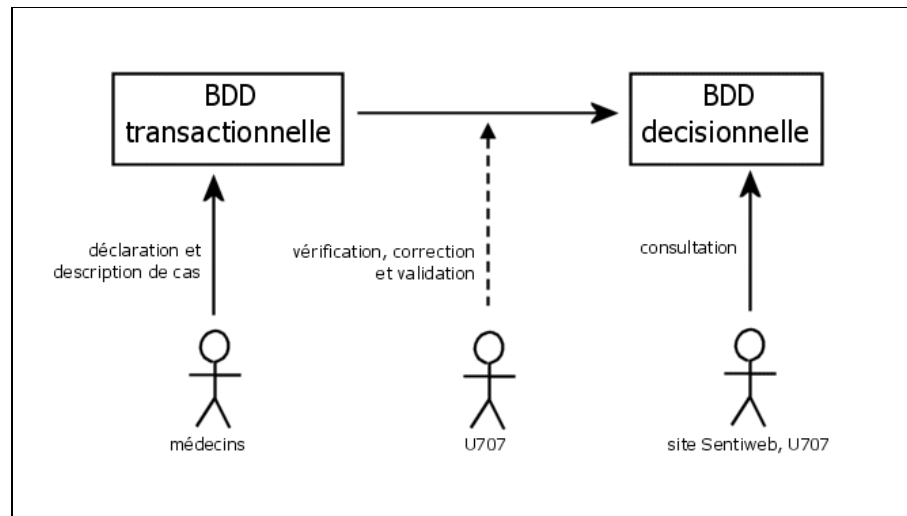 BDD
transactionnelle
BDD
decisionnelle
déclaration et
description de cas
vérification, correction
et validation
consultation
médecins
U707
site Sentiweb, U707